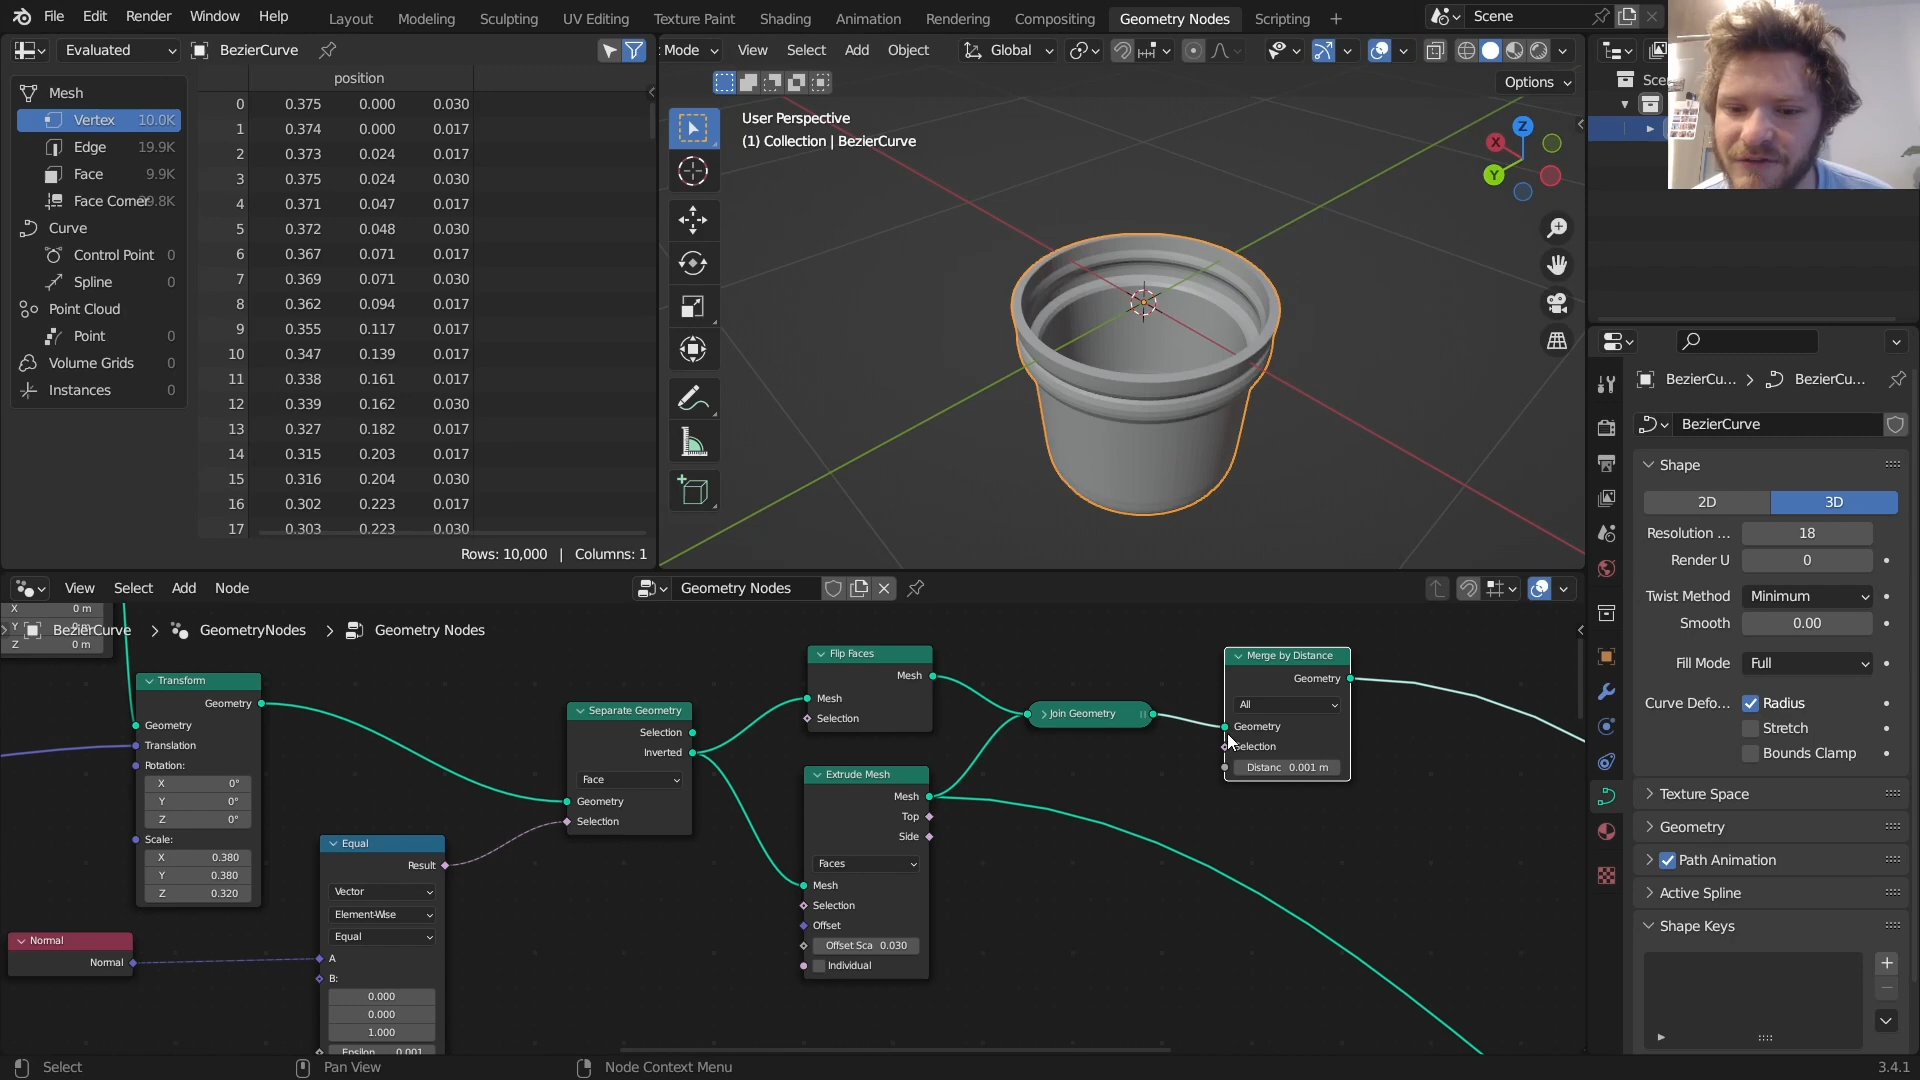 File Edit Render Window Help Layout Modeling Sculpting UV Editing Texture Paint Shading Animation Rendering Compositing Geometry Nodes Scripting + Scene
Evaluated BezierCurve
Mode View Select Add Object Global
Options
position
Mesh
Vertex 10.0K
Edge 19.9K
Face 9.9K
Face Corner
Curve
Control Point 0
Spline 0
Point Cloud
Point 0
Volume Grids 0
Instances 0
0 0.375 0.000 0.030
1 0.374 0.000 0.017
2 0.373 0.024 0.017
3 0.375 0.024 0.030
4 0.371 0.047 0.017
5 0.372 0.048 0.030
6 0.367 0.071 0.017
7 0.369 0.071 0.030
8 0.362 0.094 0.017
9 0.355 0.117 0.017
10 0.347 0.139 0.017
11 0.338 0.161 0.017
12 0.339 0.162 0.030
13 0.327 0.182 0.017
14 0.315 0.203 0.017
15 0.316 0.204 0.030
16 0.302 0.223 0.017
17 0.303 0.223 0.030
Rows: 10,000 | Columns: 1
User Perspective
(1) Collection | BezierCurve
Z
X
Y
View Select Add Node Geometry Nodes
BezierCurve > GeometryNodes > Geometry Nodes
X 0 m
Y
Z 0 m
Transform
Geometry
Geometry
Translation
Rotation:
X 0°
Y 0°
Z 0°
Scale:
X 0.380
Y 0.380
Z 0.320
Normal
Normal
Equal
Result
Vector
Element-Wise
Equal
A
B:
0.000
0.000
1.000
Epsilon 0.001
Separate Geometry
Selection
Inverted
Face
Geometry
Selection
Flip Faces
Mesh
Mesh
Selection
Extrude Mesh
Mesh
Top
Side
Faces
Mesh
Selection
Offset
Offset Sca 0.030
Individual
Join Geometry
Merge by Distance
Geometry
All
Geometry
Selection
Distanc 0.001 m
BezierCu... > BezierCu...
BezierCurve
Shape
2D 3D
Resolution ... 18
Render U 0
Twist Method Minimum
Smooth 0.00
Fill Mode Full
Curve Defo... Radius
Stretch
Bounds Clamp
Texture Space
Geometry
Path Animation
Active Spline
Shape Keys
Select Pan View Node Context Menu 3.4.1